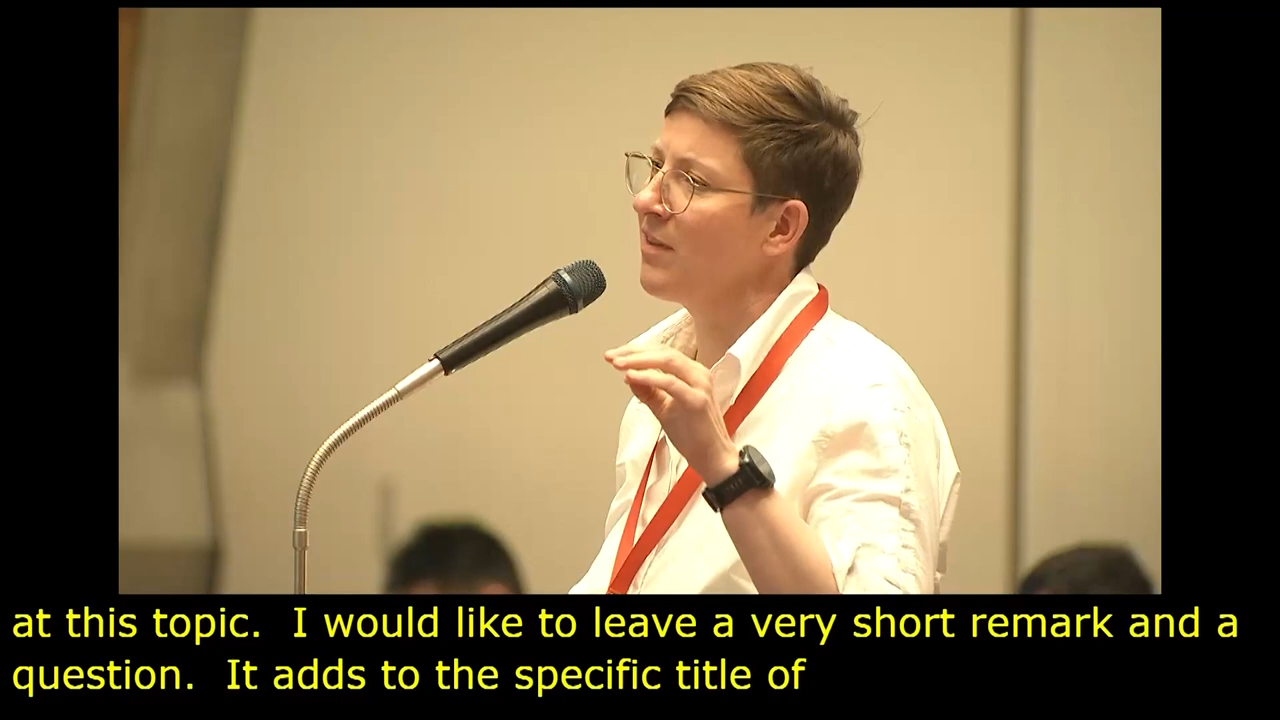 at this topic.  I would like to leave a very short remark and a
question.  It adds to the specific title of